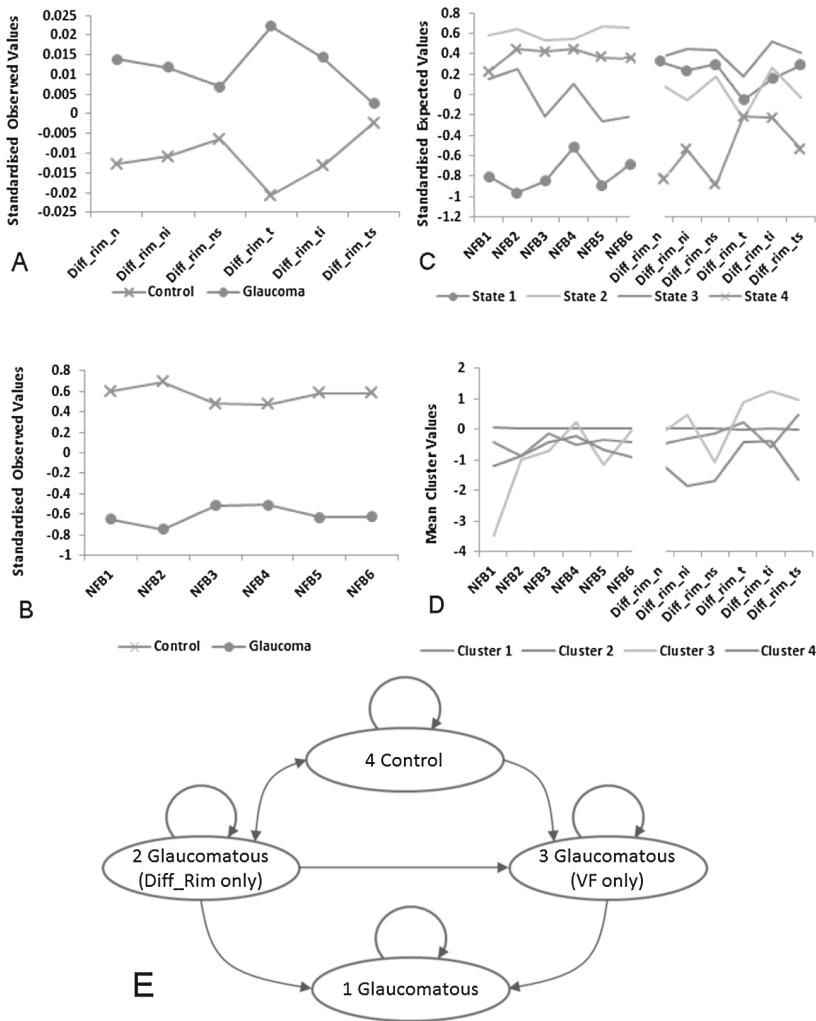 Standardised Observed Values
0.025
0.02
0.015
0.01
0.005
0
-0.005
-0.01
-0.015
-0.02
-0.025
Diff_rim_n
Diff_rim_ni
Diff_rim_ns
Diff_rim_t
Diff_rim_ti
Diff_rim_ts
A
Control
Glaucoma
Standardised Expected Values
0.8
0.6
0.4
0.2
0
-0.2
-0.4
-0.6
-0.8
-1
-1.2
NFB1
NFB2
NFB3
NFB4
NFB5
NFB6
Diff_rim_n
Diff_rim_ni
Diff_rim_ns
Diff_rim_t
Diff_rim_ti
Diff_rim_ts
C
State 1
State 2
State 3
State 4
Standardised Observed Values
0.8
0.6
0.4
0.2
0
-0.2
-0.4
-0.6
-0.8
-1
NFB1
NFB2
NFB3
NFB4
NFB5
NFB6
B
Control
Glaucoma
Mean Cluster Values
2
1
0
-1
-2
-3
-4
NFB1
NFB2
NFB3
NFB4
NFB5
NFB6
Diff_rim_n
Diff_rim_ni
Diff_rim_ns
Diff_rim_t
Diff_rim_ti
Diff_rim_ts
D
Cluster 1
Cluster 2
Cluster 3
Cluster 4
4 Control
2 Glaucomatous
(Diff_Rim only)
3 Glaucomatous
(VF only)
1 Glaucomatous
E